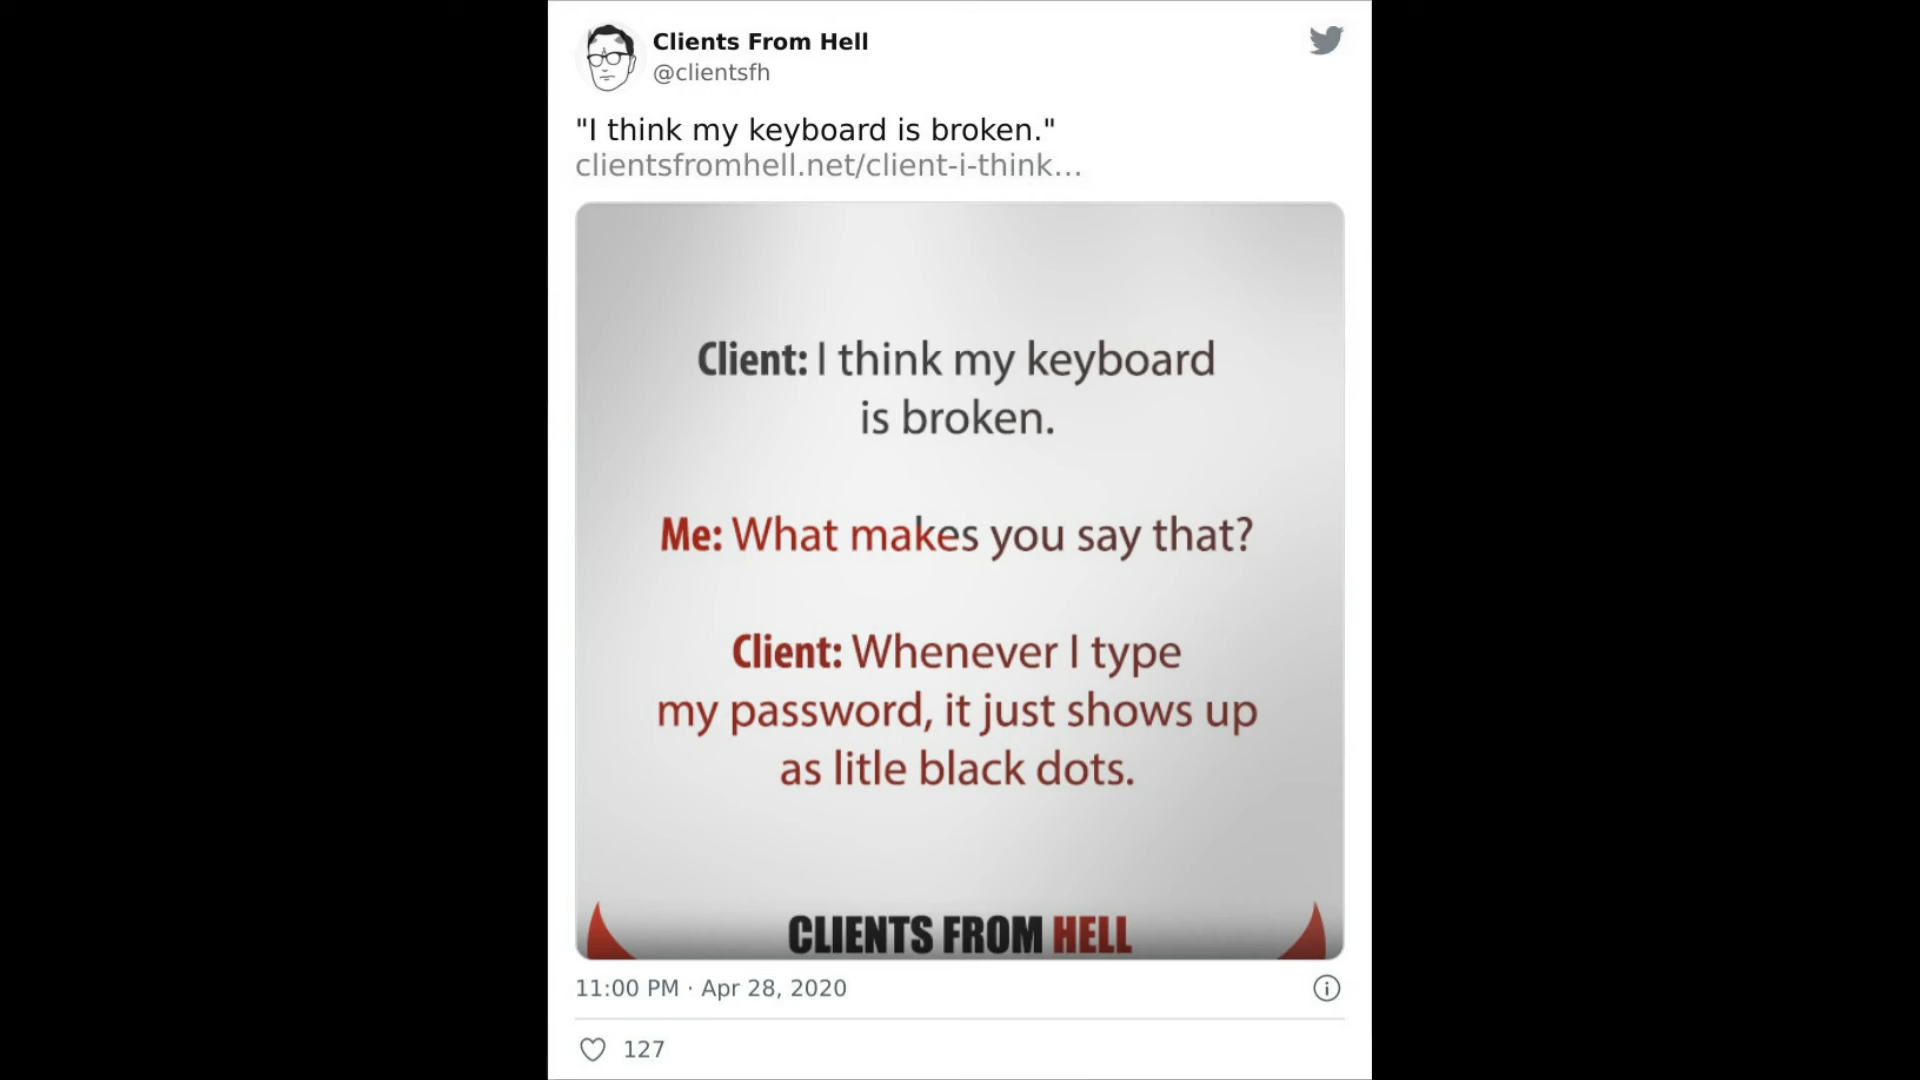 Clients From Hell
@clientsfh
"I think my keyboard is broken."
clientsfromhell.net/client-i-think…
Client: I think my keyboard
is broken.
Me: What makes you say that?
Client: Whenever I type
my password, it just shows up
as litle black dots.
CLIENTS FROM HELL
11:00 PM · Apr 28, 2020
127